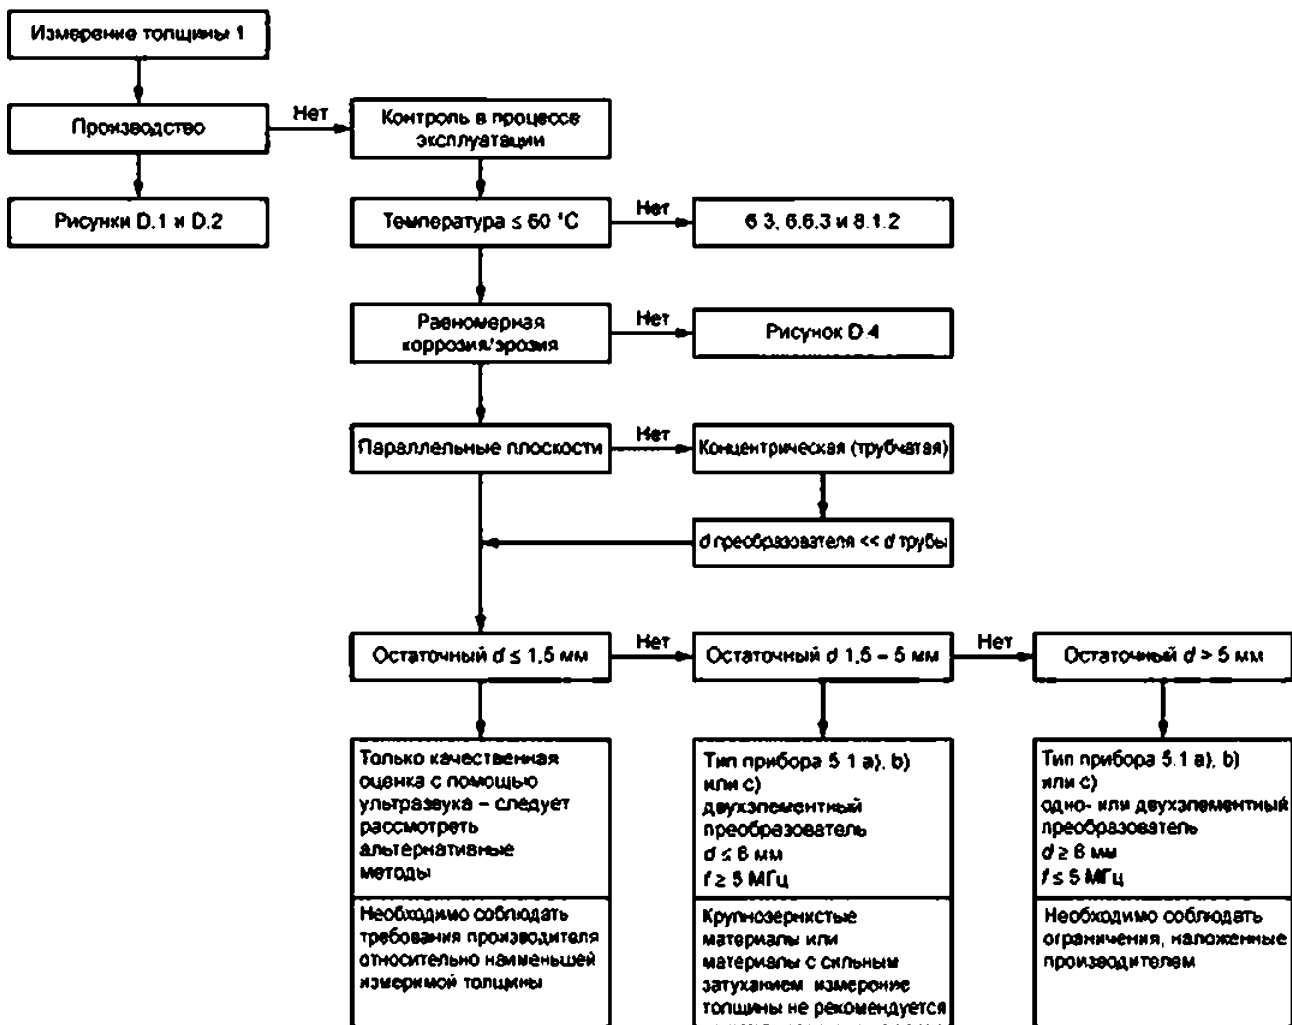 Измерение толщины 1
Производство
Нет
Контроль в процессе
эксплуатации
Рисунки D.1 и D.2
Температура ≤ 60 °C
Нет
6 3, 6.6.3 и 8.1.2
Равномерная
коррозия/эрозия
Нет
Рисунок D 4
Параллельные плоскости
Нет
Концентрическая (трубчатая)
d преобразователя << d трубы
Остаточный d ≤ 1,5 мм
Нет
Остаточный d 1,5 – 5 мм
Нет
Остаточный d > 5 мм
Только качественная
оценка с помощью
ультразвука – следует
рассмотреть
альтернативные
методы
Необходимо соблюдать
требования производителя
относительно наименьшей
измеримой толщины
Тип прибора 5 1 a), b)
или c)
двухэлементный
преобразователь
d ≤ 6 мм
f ≥ 5 МГц
Крупнозернистые
материалы или
материалы с сильным
затуханием измерение
толщины не рекомендуется
Тип прибора 5.1 a), b)
или c)
одно- или двухэлементный
преобразователь
d ≥ 6 мм
f ≤ 5 МГц
Необходимо соблюдать
ограничения, наложенные
производителем